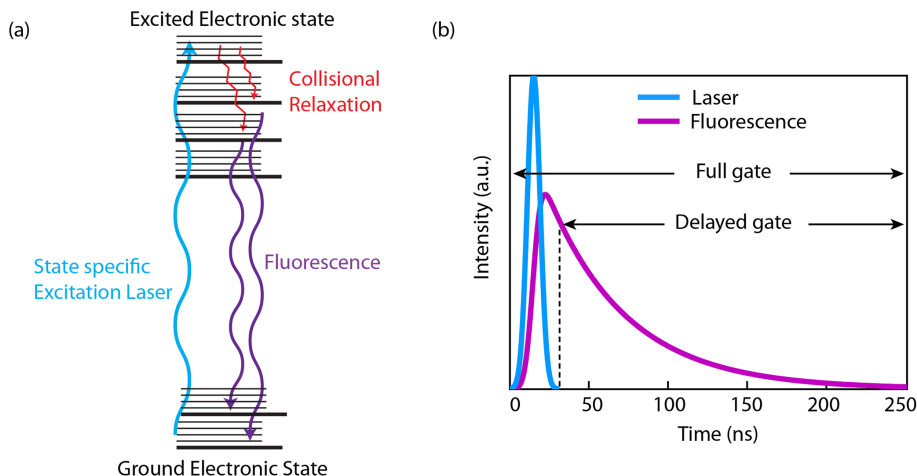 (a)
Excited Electronic state
Collisional
Relaxation
State specific
Excitation Laser
Fluorescence
Ground Electronic State
(b)
Laser
Fluorescence
Full gate
Delayed gate
Intensity (a.u.)
0 50 100 150 200 250
Time (ns)